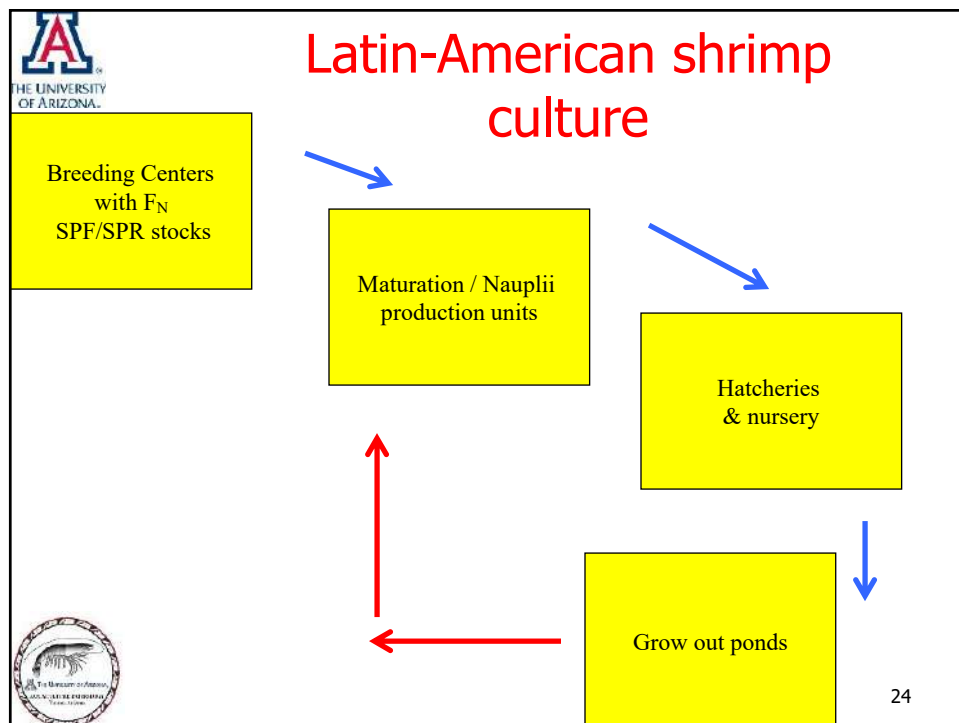 THE UNIVERSITY
OF ARIZONA.
Latin-American shrimp
culture
Breeding Centers
with F_N
SPF/SPR stocks
Maturation / Nauplii
production units
Hatcheries
& nursery
Grow out ponds
24